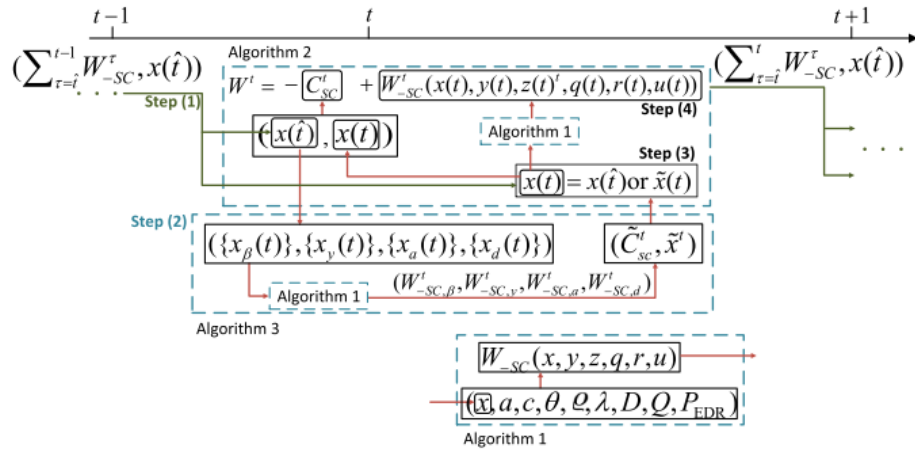 t−1 t t+1
(∑_{τ=t̂}^{t−1} W_{−SC}^τ, x(t̂))
Algorithm 2
(∑_{τ=t̂}^{t} W_{−SC}^τ, x(t̂))
W^t = − C_{SC}^t + W_{−SC}^t(x(t), y(t), z(t)^t, q(t), r(t), u(t))
. . .
Step (1)
Step (4)
(x(t̂), x(t))
Algorithm 1
. . .
Step (3)
x(t) = x(t̂) or x̃(t)
Step (2)
({x_β(t)},{x_y(t)},{x_a(t)},{x_d(t)})
(C̃_{sc}^t, x̃^t)
Algorithm 1
(W_{−SC,β}^t, W_{−SC,y}^t, W_{−SC,a}^t, W_{−SC,d}^t)
Algorithm 3
W_{−SC}(x, y, z, q, r, u)
(x, a, c, θ, ϱ, λ, D, Q, P_{EDR})
Algorithm 1